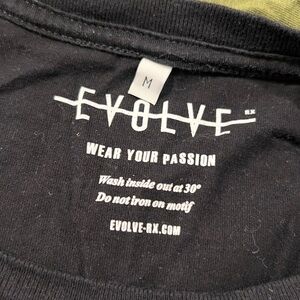 M
EVOLVE RX
WEAR YOUR PASSION
Wash inside out at 30°
Do not iron on motif
EVOLVE-RX.COM